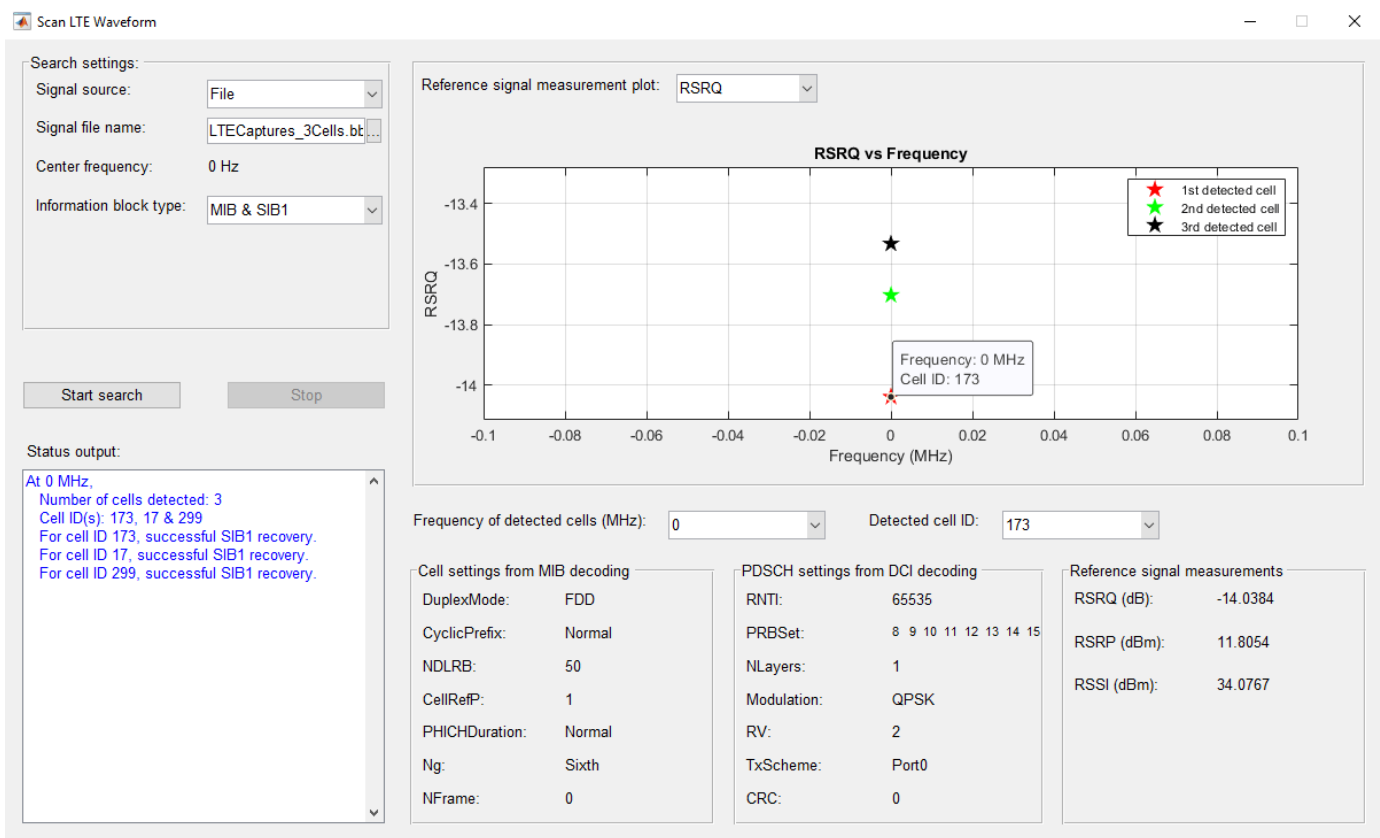 Scan LTE Waveform
Search settings:
Signal source: File
Signal file name: LTECaptures_3Cells.bb ...
Center frequency: 0 Hz
Information block type: MIB & SIB1
Start search Stop
Status output:
At 0 MHz,
Number of cells detected: 3
Cell ID(s): 173, 17 & 299
For cell ID 173, successful SIB1 recovery.
For cell ID 17, successful SIB1 recovery.
For cell ID 299, successful SIB1 recovery.
Reference signal measurement plot: RSRQ
RSRQ vs Frequency
1st detected cell
2nd detected cell
3rd detected cell
-13.4
-13.6
-13.8
-14
RSRQ
Frequency: 0 MHz
Cell ID: 173
-0.1 -0.08 -0.06 -0.04 -0.02 0 0.02 0.04 0.06 0.08 0.1
Frequency (MHz)
Frequency of detected cells (MHz): 0 Detected cell ID: 173
Cell settings from MIB decoding
DuplexMode: FDD
CyclicPrefix: Normal
NDLRB: 50
CellRefP: 1
PHICHDuration: Normal
Ng: Sixth
NFrame: 0
PDSCH settings from DCI decoding
RNTI: 65535
PRBSet: 8 9 10 11 12 13 14 15
NLayers: 1
Modulation: QPSK
RV: 2
TxScheme: Port0
CRC: 0
Reference signal measurements
RSRQ (dB): -14.0384
RSRP (dBm): 11.8054
RSSI (dBm): 34.0767